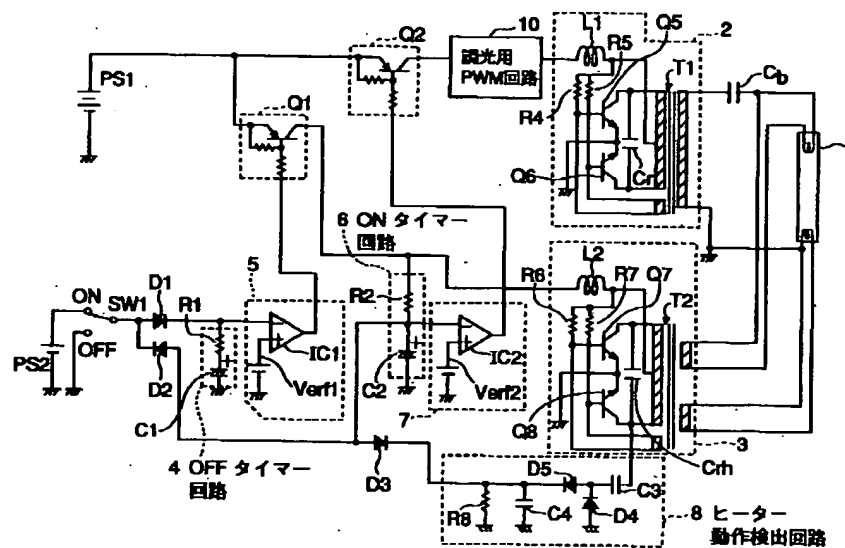 10
L1
Q5
Q2
2
PS1
調光用
PWM回路
R5
T1
Cb
R4
Q1
Q6
Cr
6 ON タイマー
回路
L2
5
R6
R7
Q7
D1
R2
T2
ON
SW1
R1
OFF
IC1
IC2
PS2
D2
C2
Verf1
Verf2
C1
7
Q8
3
4 OFF タイマー
回路
D3
Crh
D5
C3
R8
C4
D4
8 ヒーター
動作検出回路